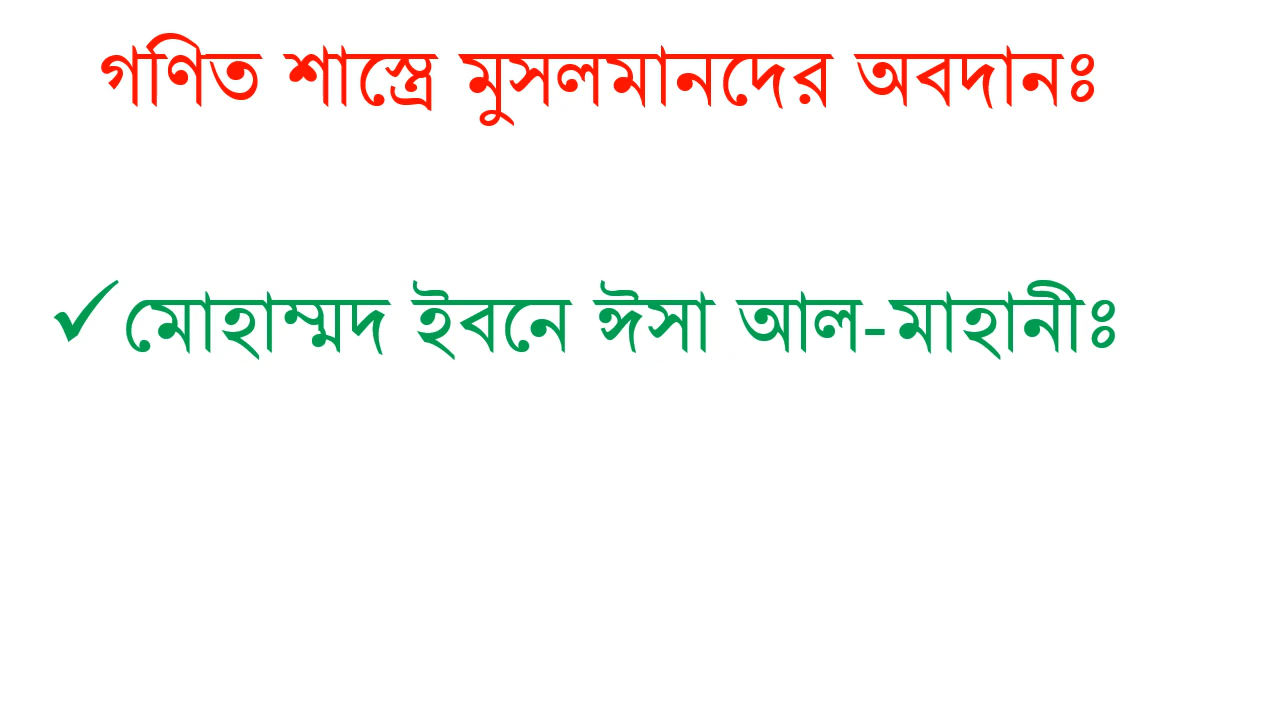 গণিত শাস্ত্রে মুসলমানদের অবদানঃ
✓মোহাম্মদ ইবনে ঈসা আল-মাহানীঃ